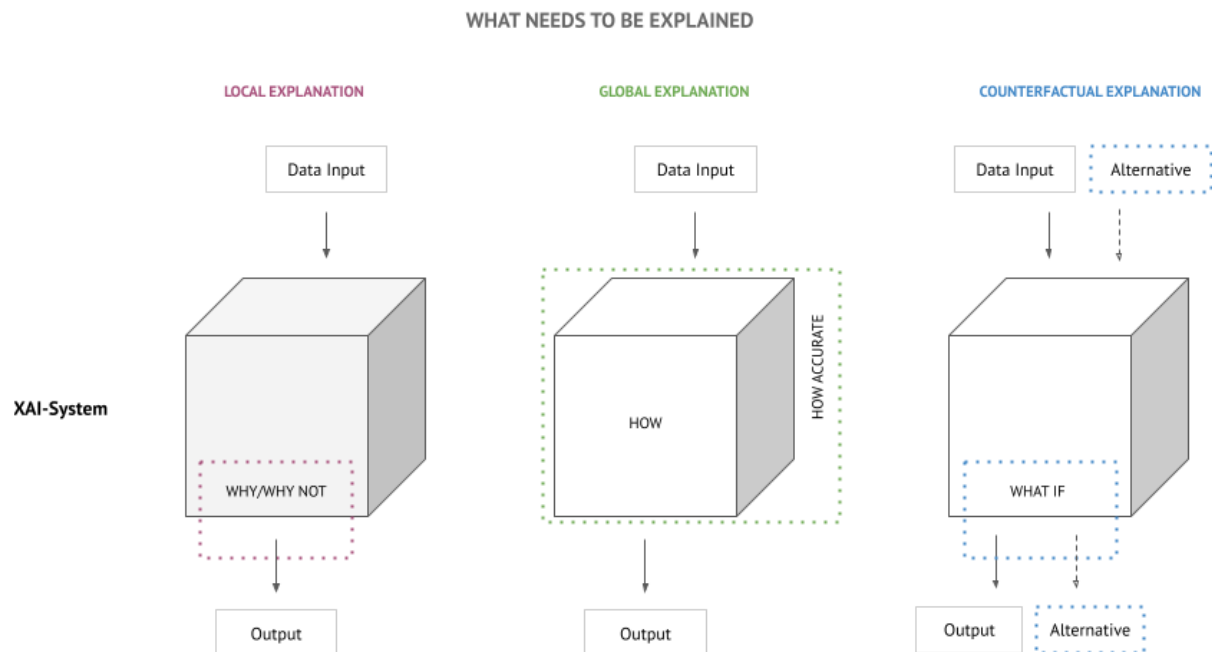 WHAT NEEDS TO BE EXPLAINED
LOCAL EXPLANATION
GLOBAL EXPLANATION
COUNTERFACTUAL EXPLANATION
Data Input
Data Input
Data Input
Alternative
XAI-System
WHY/WHY NOT
HOW
HOW ACCURATE
WHAT IF
Output
Output
Output
Alternative